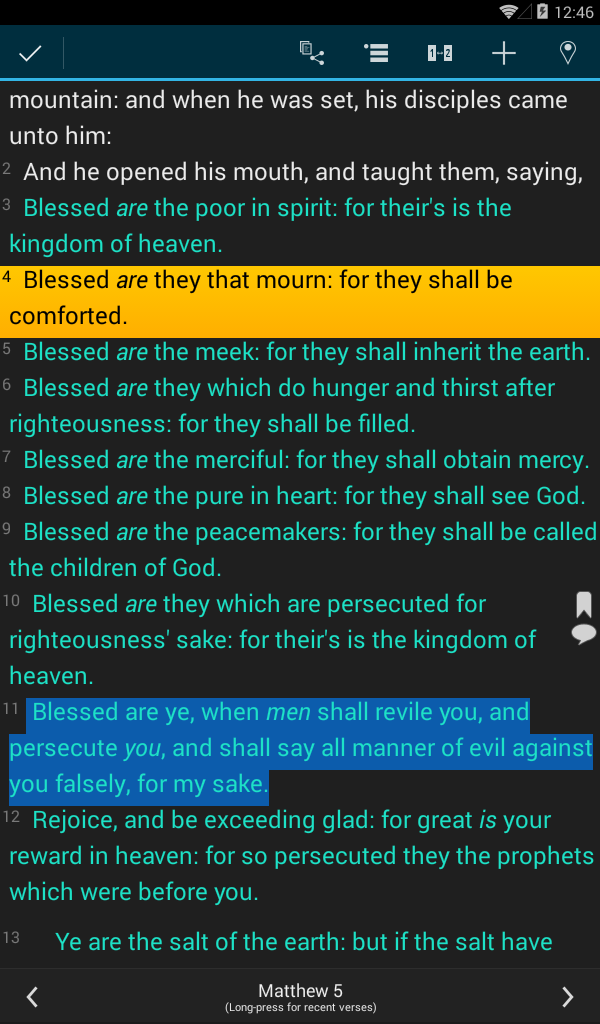 12:46
1↔2
mountain: and when he was set, his disciples came
unto him:
2 And he opened his mouth, and taught them, saying,
3 Blessed are the poor in spirit: for their's is the
kingdom of heaven.
4 Blessed are they that mourn: for they shall be
comforted.
5 Blessed are the meek: for they shall inherit the earth.
6 Blessed are they which do hunger and thirst after
righteousness: for they shall be filled.
7 Blessed are the merciful: for they shall obtain mercy.
8 Blessed are the pure in heart: for they shall see God.
9 Blessed are the peacemakers: for they shall be called
the children of God.
10 Blessed are they which are persecuted for
righteousness' sake: for their's is the kingdom of
heaven.
11 Blessed are ye, when men shall revile you, and
persecute you, and shall say all manner of evil against
you falsely, for my sake.
12 Rejoice, and be exceeding glad: for great is your
reward in heaven: for so persecuted they the prophets
which were before you.
13 Ye are the salt of the earth: but if the salt have
Matthew 5
(Long-press for recent verses)